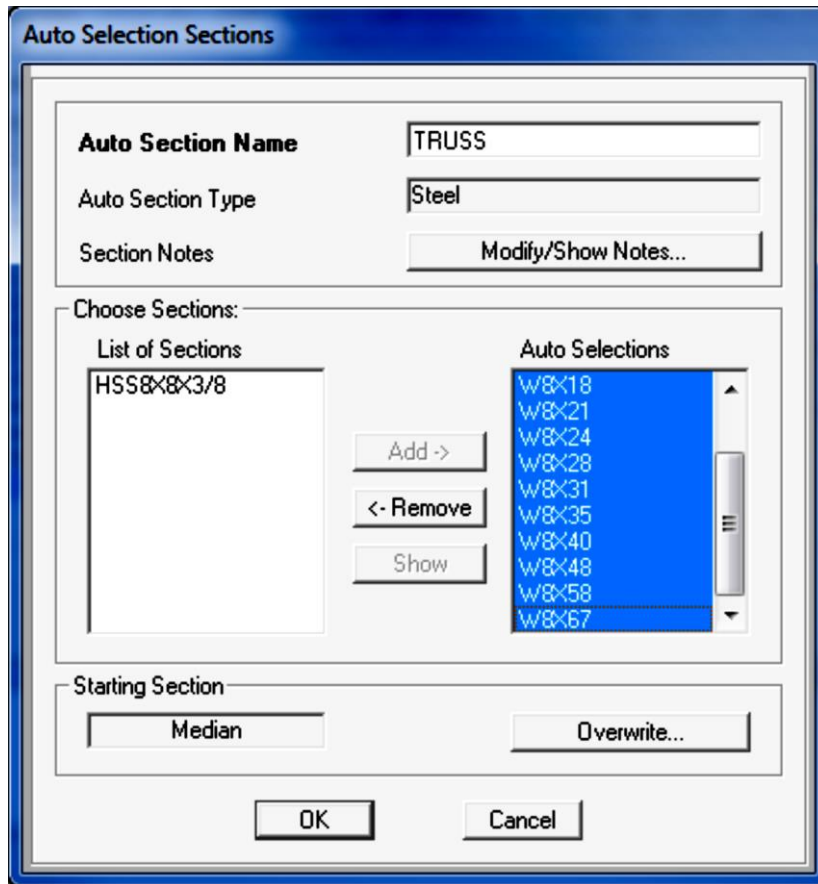 Auto Selection Sections
Auto Section Name TRUSS
Auto Section Type Steel
Section Notes Modify/Show Notes...
Choose Sections:
List of Sections
HSS8X8X3/8
Add ->
<- Remove
Show
Auto Selections
W8X18
W8X21
W8X24
W8X28
W8X31
W8X35
W8X40
W8X48
W8X58
W8X67
Starting Section
Median Overwrite...
OK Cancel